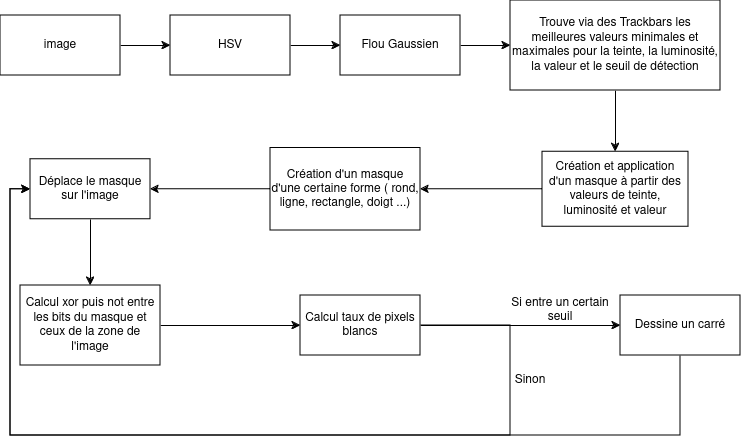 image
HSV
Flou Gaussien
Trouve via des Trackbars les
meilleures valeurs minimales et
maximales pour la teinte, la luminosité,
la valeur et le seuil de détection
Déplace le masque
sur l'image
Création d'un masque
d'une certaine forme ( rond,
ligne, rectangle, doigt ...)
Création et application
d'un masque à partir des
valeurs de teinte,
luminosité et valeur
Calcul xor puis not entre
les bits du masque et
ceux de la zone de
l'image
Calcul taux de pixels
blancs
Si entre un certain
seuil
Dessine un carré
Sinon